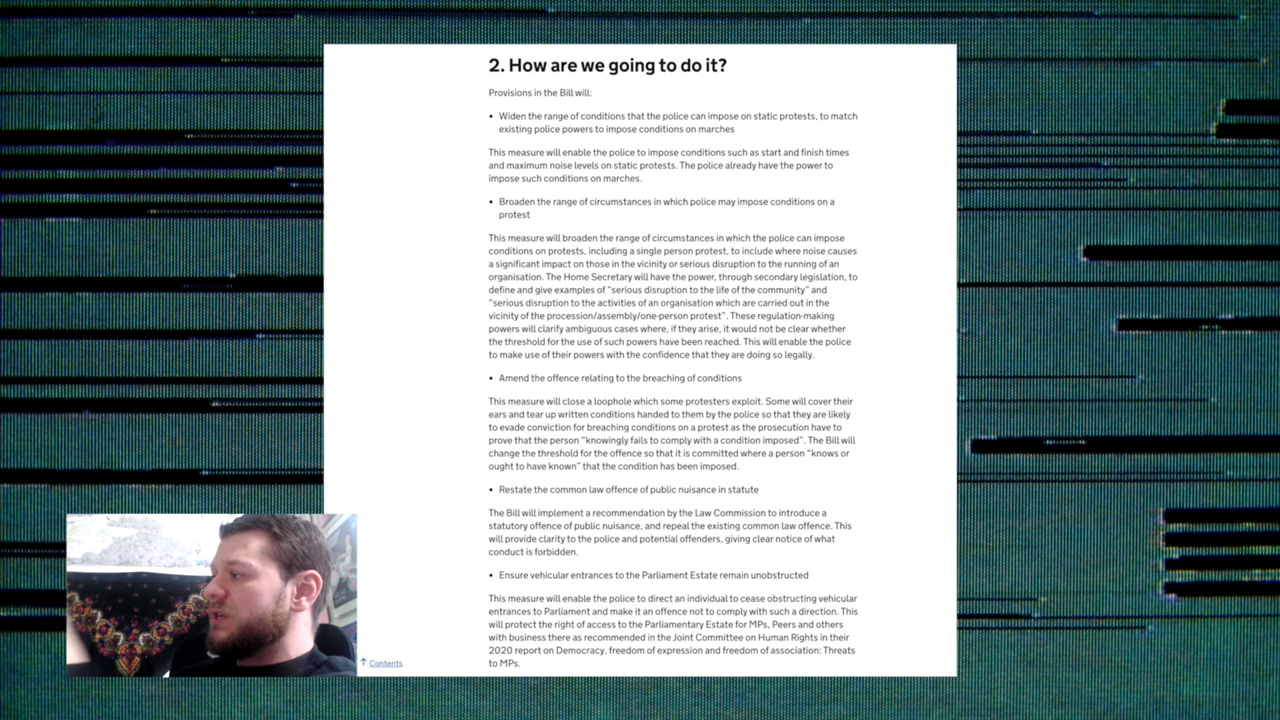 2. How are we going to do it?
Provisions in the Bill will:
• Widen the range of conditions that the police can impose on static protests, to match
existing police powers to impose conditions on marches
This measure will enable the police to impose conditions such as start and finish times
and maximum noise levels on static protests. The police already have the power to
impose such conditions on marches.
• Broaden the range of circumstances in which police may impose conditions on a
protest
This measure will broaden the range of circumstances in which the police can impose
conditions on protests, including a single person protest, to include where noise causes
a significant impact on those in the vicinity or serious disruption to the running of an
organisation. The Home Secretary will have the power, through secondary legislation, to
define and give examples of “serious disruption to the life of the community” and
“serious disruption to the activities of an organisation which are carried out in the
vicinity of the procession/assembly/one-person protest”. These regulation-making
powers will clarify ambiguous cases where, if they arise, it would not be clear whether
the threshold for the use of such powers have been reached. This will enable the police
to make use of their powers with the confidence that they are doing so legally.
• Amend the offence relating to the breaching of conditions
This measure will close a loophole which some protesters exploit. Some will cover their
ears and tear up written conditions handed to them by the police so that they are likely
to evade conviction for breaching conditions on a protest as the prosecution have to
prove that the person “knowingly fails to comply with a condition imposed”. The Bill will
change the threshold for the offence so that it is committed where a person “knows or
ought to have known” that the condition has been imposed.
• Restate the common law offence of public nuisance in statute
The Bill will implement a recommendation by the Law Commission to introduce a
statutory offence of public nuisance, and repeal the existing common law offence. This
will provide clarity to the police and potential offenders, giving clear notice of what
conduct is forbidden.
• Ensure vehicular entrances to the Parliament Estate remain unobstructed
This measure will enable the police to direct an individual to cease obstructing vehicular
entrances to Parliament and make it an offence not to comply with such a direction. This
will protect the right of access to the Parliamentary Estate for MPs, Peers and others
with business there as recommended in the Joint Committee on Human Rights in their
2020 report on Democracy, freedom of expression and freedom of association: Threats
to MPs.
↑ Contents